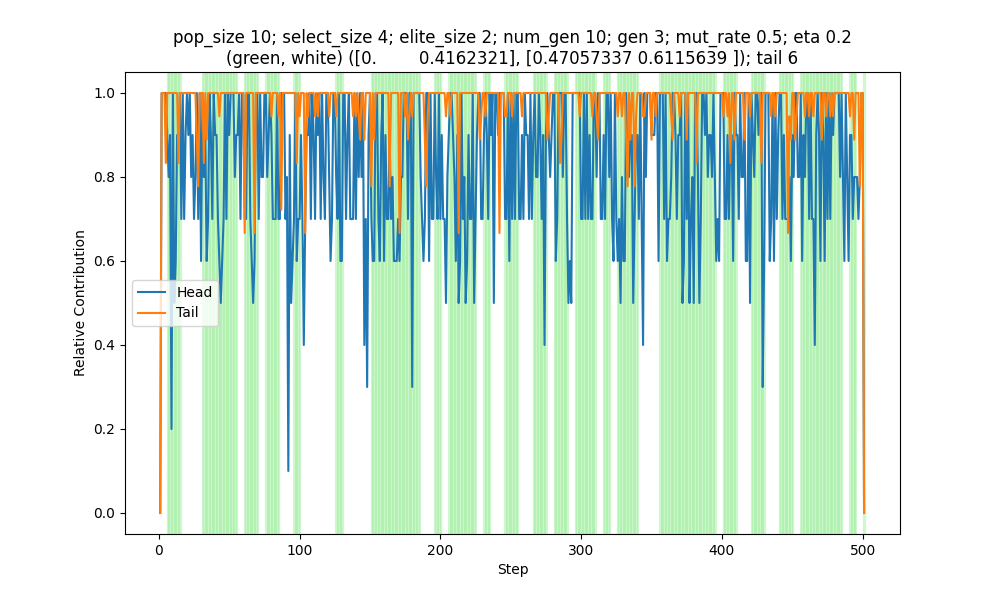 pop_size 10; select_size 4; elite_size 2; num_gen 10; gen 3; mut_rate 0.5; eta 0.2
(green, white) ([0.        0.4162321], [0.47057337 0.6115639 ]); tail 6
1.0
0.8
0.6
0.4
0.2
0.0
Relative Contribution
Head
Tail
0
100
200
300
400
500
Step